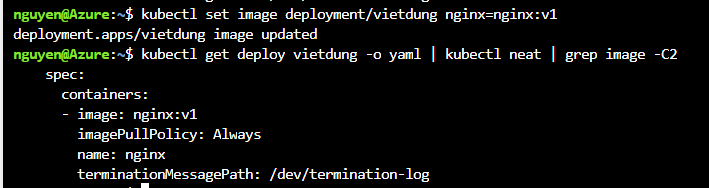 nguyen@Azure:~$ kubectl set image deployment/vietdung nginx=nginx:v1
deployment.apps/vietdung image updated
nguyen@Azure:~$ kubectl get deploy vietdung -o yaml | kubectl neat | grep image -C2
    spec:
      containers:
      - image: nginx:v1
        imagePullPolicy: Always
        name: nginx
        terminationMessagePath: /dev/termination-log